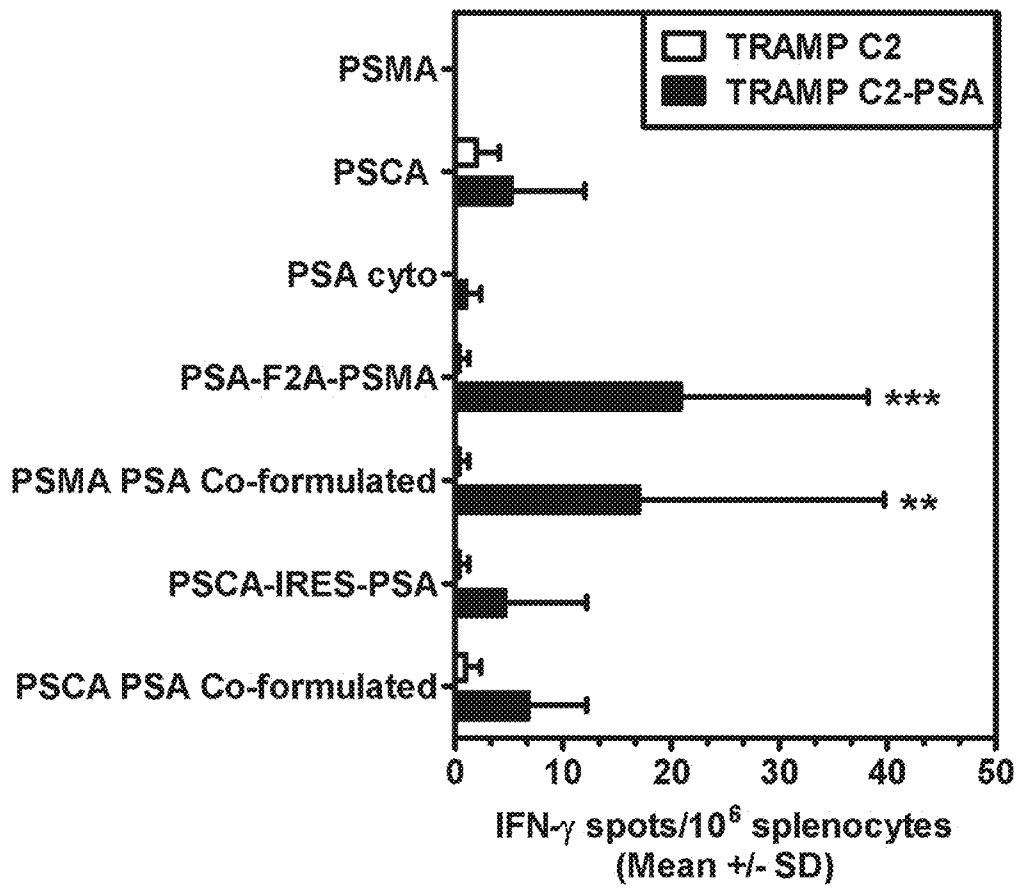 TRAMP C2
TRAMP C2-PSA
PSMA
PSCA
PSA cyto
PSA-F2A-PSMA
***
PSMA PSA Co-formulated
**
PSCA-IRES-PSA
PSCA PSA Co-formulated
0 10 20 30 40 50
IFN-γ spots/10⁶ splenocytes
(Mean +/- SD)